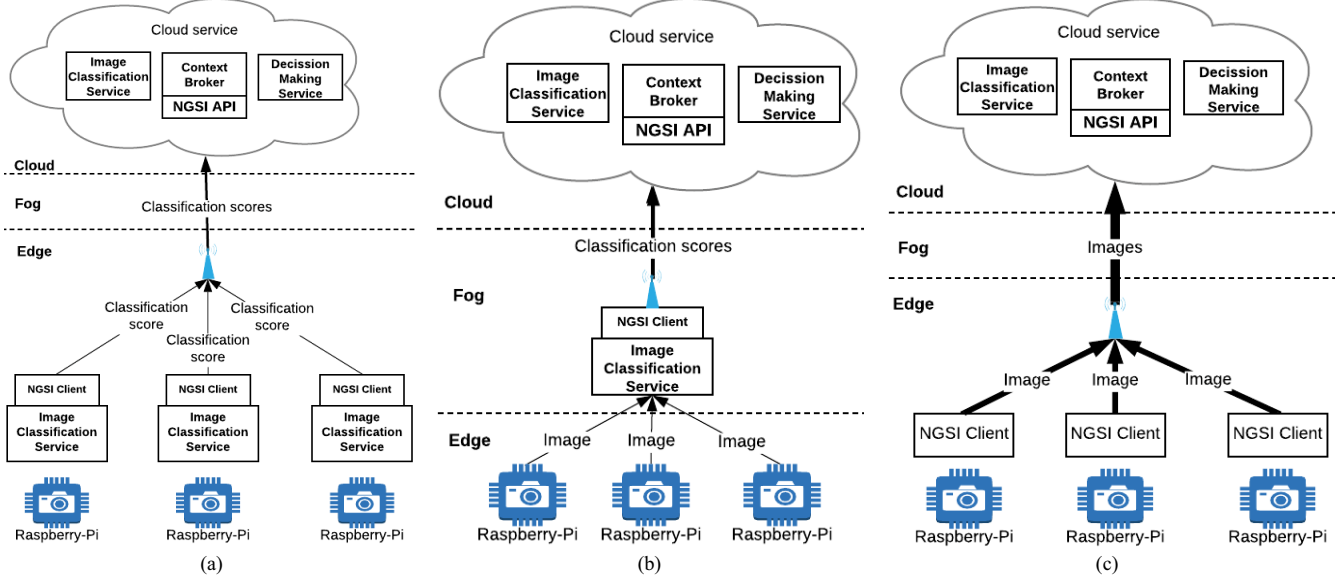 Cloud service
Image
Classification
Service
Context
Broker
NGSI API
Decission
Making
Service
Cloud
Fog
Classification scores
Edge
Classification
score
Classification
score
Classification
score
NGSI Client
Image
Classification
Service
NGSI Client
Image
Classification
Service
NGSI Client
Image
Classification
Service
Raspberry-Pi
Raspberry-Pi
Raspberry-Pi
(a)
Cloud service
Image
Classification
Service
Context
Broker
NGSI API
Decission
Making
Service
Cloud
Classification scores
Fog
NGSI Client
Image
Classification
Service
Edge
Image
Image
Image
Raspberry-Pi
Raspberry-Pi
Raspberry-Pi
(b)
Cloud service
Image
Classification
Service
Context
Broker
NGSI API
Decission
Making
Service
Cloud
Fog
Images
Edge
Image
Image
Image
NGSI Client
NGSI Client
NGSI Client
Raspberry-Pi
Raspberry-Pi
Raspberry-Pi
(c)